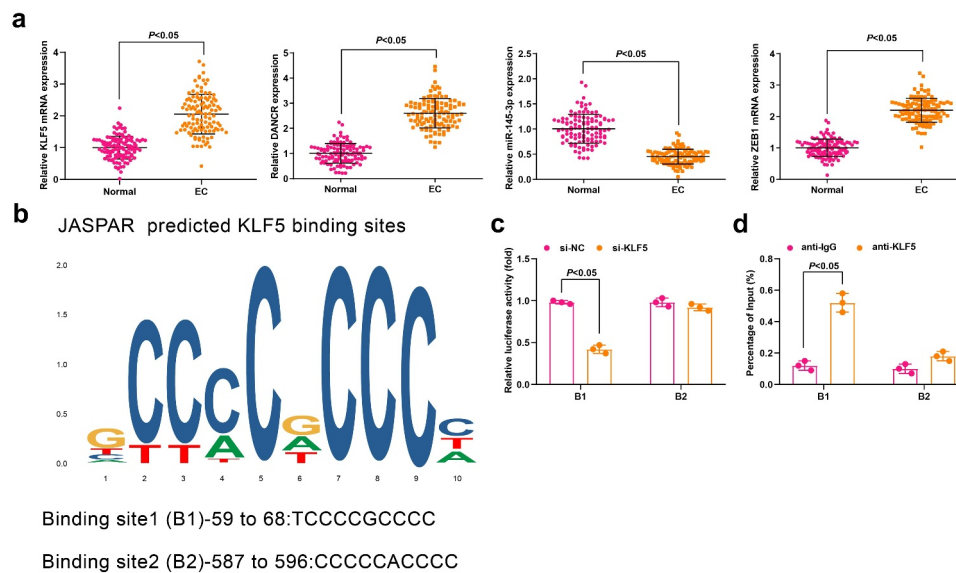 a
Relative KLF5 mRNA expression
4
3
2
1
0
P<0.05
Normal
EC
Relative DANCR expression
5
4
3
2
1
0
P<0.05
Normal
EC
Relative miR-145-3p expression
2.5
2.0
1.5
1.0
0.5
0.0
P<0.05
Normal
EC
Relative ZEB1 mRNA expression
4
3
2
1
0
P<0.05
Normal
EC
b
JASPAR predicted KLF5 binding sites
2.0
1.5
1.0
0.5
0.0
G T C A
C T
C T
C A T
C
G A T
C
C
C
C T A
1 2 3 4 5 6 7 8 9 10
Binding site1 (B1)-59 to 68:TCCCCGCCCC
Binding site2 (B2)-587 to 596:CCCCCACCCC
c
si-NC si-KLF5
Relative luciferase activity (fold)
1.5
1.0
0.5
0.0
P<0.05
B1
B2
d
anti-IgG anti-KLF5
Percentage of Input (%)
0.8
0.6
0.4
0.2
0.0
P<0.05
B1
B2